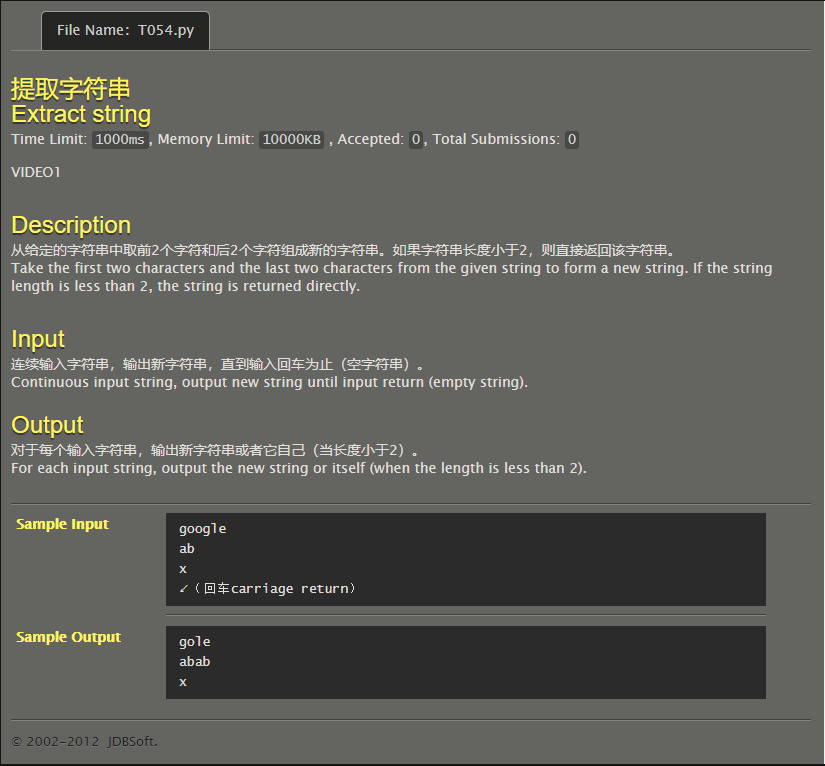 File Name: T054.py
提取字符串
Extract string
Time Limit: 1000ms, Memory Limit: 10000KB , Accepted: 0, Total Submissions: 0
VIDEO1
Description
从给定的字符串中取前2个字符和后2个字符组成新的字符串。如果字符串长度小于2，则直接返回该字符串。
Take the first two characters and the last two characters from the given string to form a new string. If the string
length is less than 2, the string is returned directly.
Input
连续输入字符串，输出新字符串，直到输入回车为止（空字符串）。
Continuous input string, output new string until input return (empty string).
Output
对于每个输入字符串，输出新字符串或者它自己（当长度小于2）。
For each input string, output the new string or itself (when the length is less than 2).
Sample Input
google
ab
x
↙（回车carriage return）
Sample Output
gole
abab
x
© 2002-2012 JDBSoft.